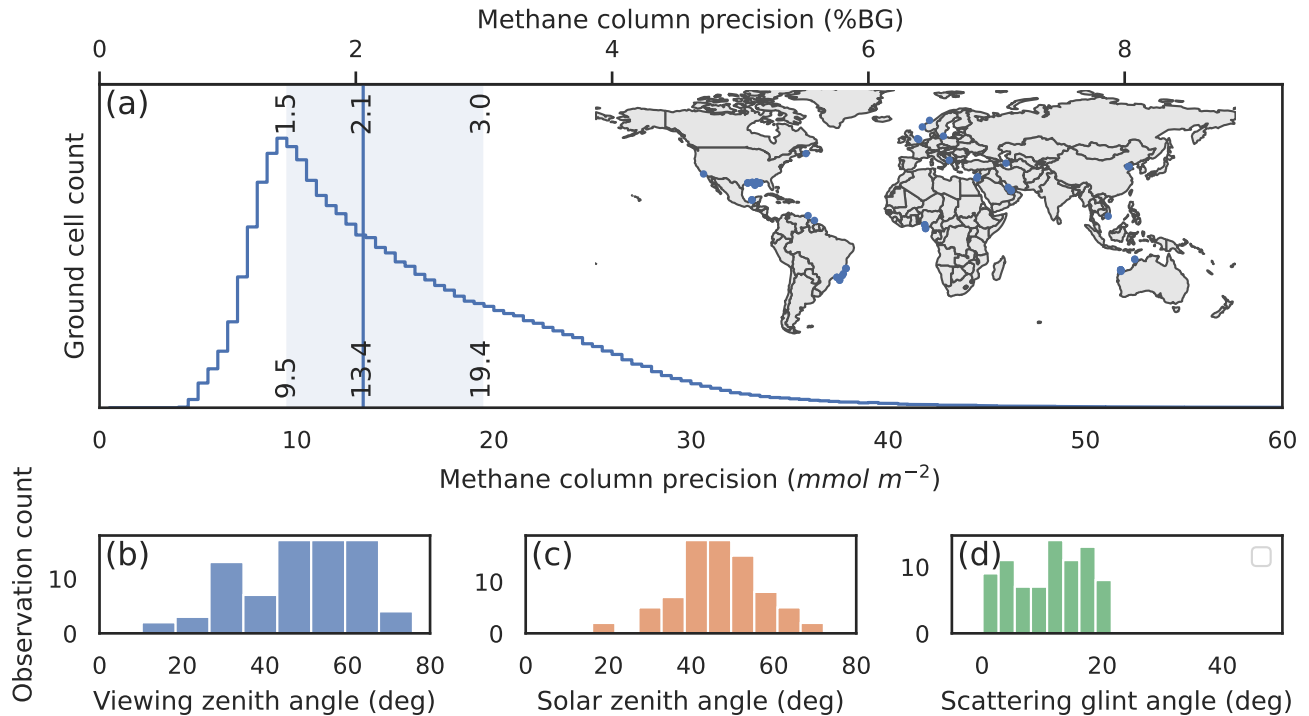 Methane column precision (%BG)
0 2 4 6 8
(a)
1.5 2.1 3.0
Ground cell count
9.5 13.4 19.4
0 10 20 30 40 50 60
Methane column precision (mmol m⁻²)
Observation count
(b) (c) (d)
10 10 10
0 0 0
0 20 40 60 80 0 20 40 60 80 0 20 40
Viewing zenith angle (deg) Solar zenith angle (deg) Scattering glint angle (deg)